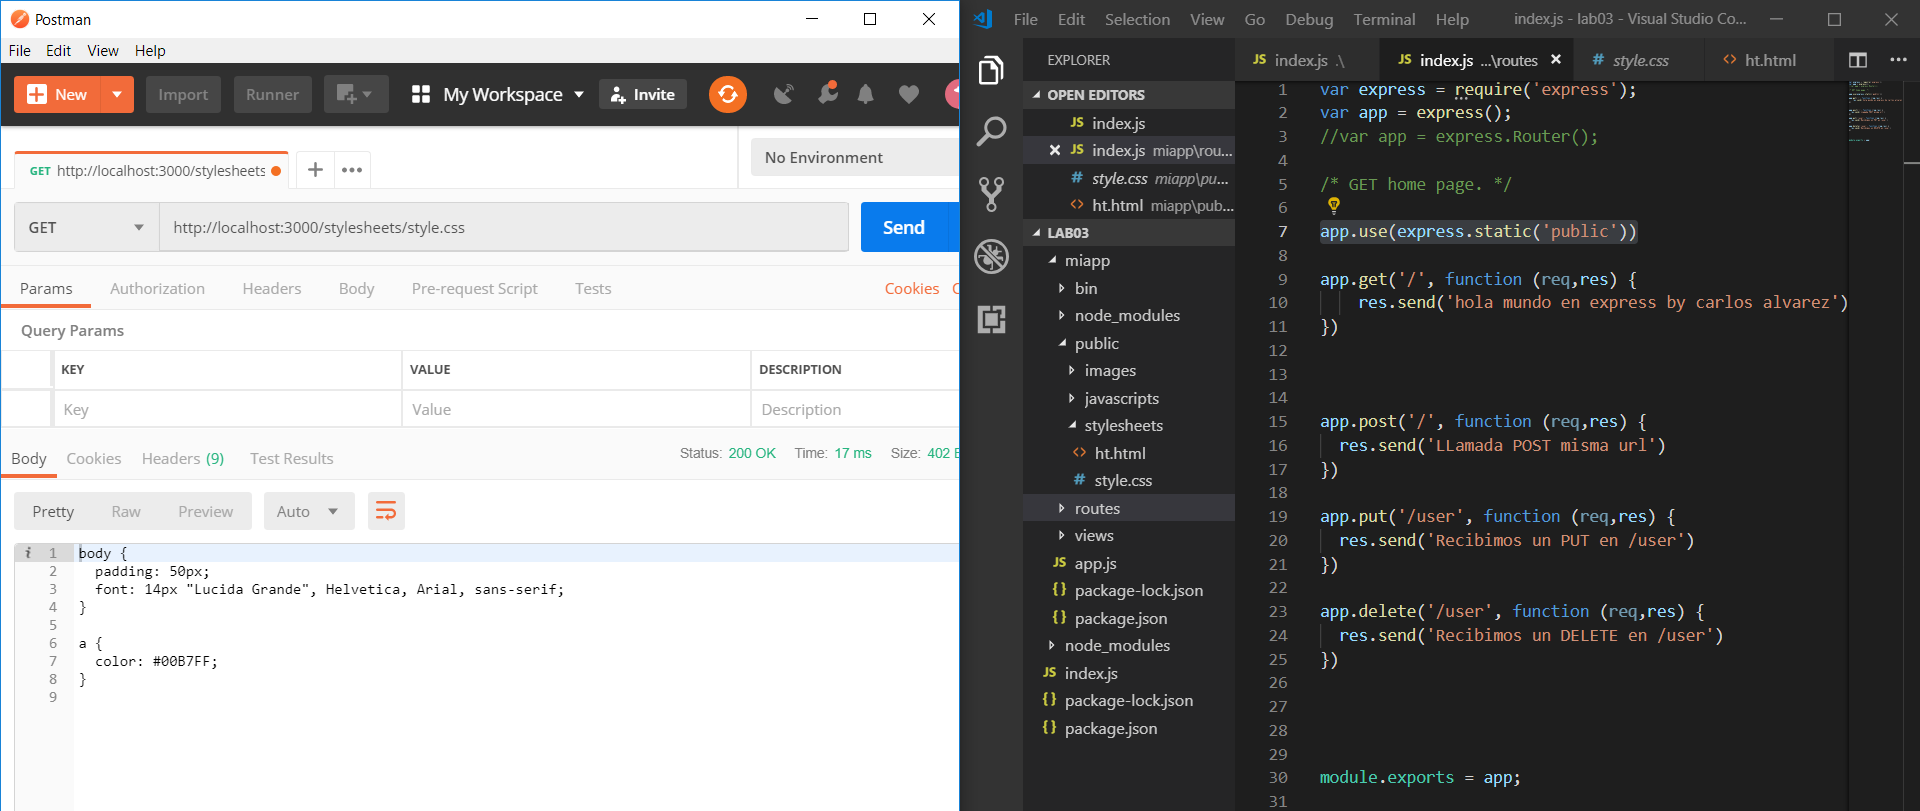 Postman
File Edit View Help
New Import Runner My Workspace Invite
GET http://localhost:3000/stylesheets
No Environment
GET http://localhost:3000/stylesheets/style.css Send
Params Authorization Headers Body Pre-request Script Tests Cookies
Query Params
KEY VALUE DESCRIPTION
Key Value Description
Body Cookies Headers (9) Test Results Status: 200 OK Time: 17 ms Size: 402
Pretty Raw Preview Auto
i 1 body {
2 padding: 50px;
3 font: 14px "Lucida Grande", Helvetica, Arial, sans-serif;
4 }
5
6 a {
7 color: #00B7FF;
8 }
9
File Edit Selection View Go Debug Terminal Help index.js - lab03 - Visual Studio Co...
EXPLORER
OPEN EDITORS
JS index.js
JS index.js miapp\rou...
# style.css miapp\pu...
<> ht.html miapp\pub...
LAB03
miapp
bin
node_modules
public
images
javascripts
stylesheets
<> ht.html
# style.css
routes
views
JS app.js
{} package-lock.json
{} package.json
node_modules
JS index.js
{} package-lock.json
{} package.json
JS index.js .\ JS index.js ...\routes # style.css <> ht.html
1 var express = require('express');
2 var app = express();
3 //var app = express.Router();
4
5 /* GET home page. */
6
7 app.use(express.static('public'))
8
9 app.get('/', function (req,res) {
10 res.send('hola mundo en express by carlos alvarez')
11 })
12
13
14
15 app.post('/', function (req,res) {
16 res.send('LLamada POST misma url')
17 })
18
19 app.put('/user', function (req,res) {
20 res.send('Recibimos un PUT en /user')
21 })
22
23 app.delete('/user', function (req,res) {
24 res.send('Recibimos un DELETE en /user')
25 })
26
27
28
29
30 module.exports = app;
31